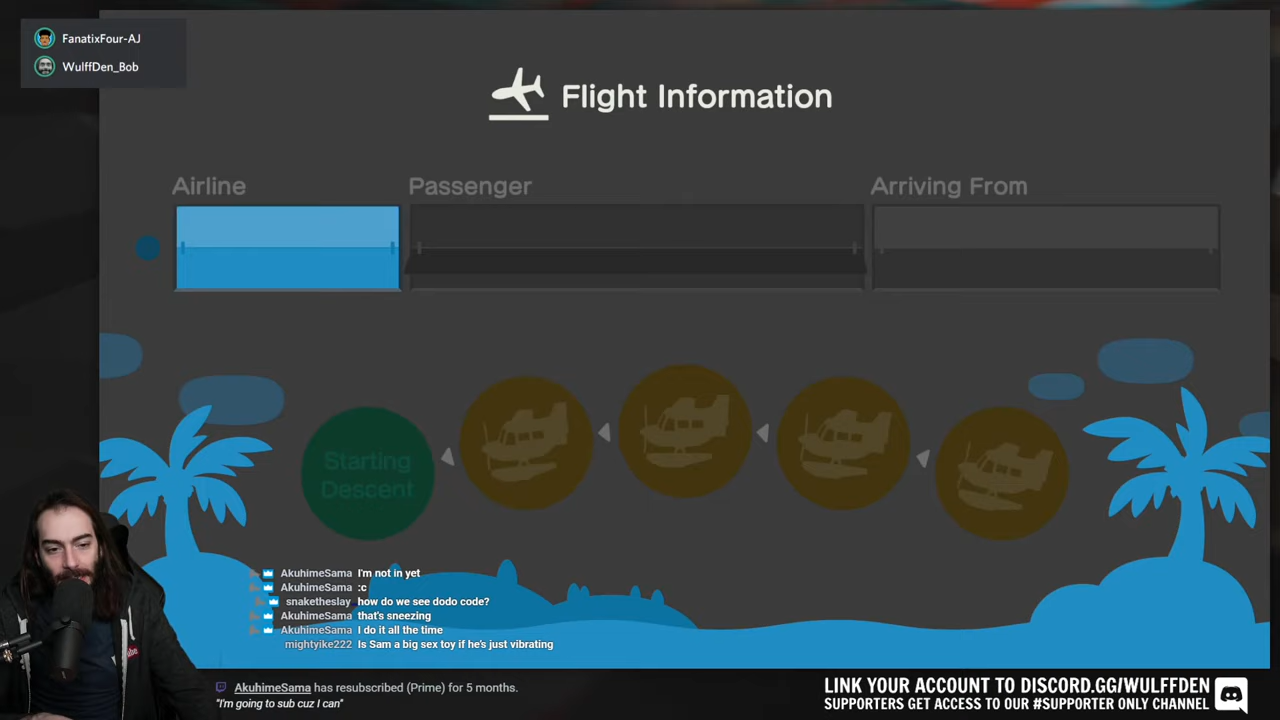 FanatixFour-AJ
WulffDen_Bob
Flight Information
Airline
Passenger
Arriving From
Starting
Descent
AkuhimeSama I'm not in yet
AkuhimeSama :c
snaketheslay how do we see dodo code?
AkuhimeSama that's sneezing
AkuhimeSama I do it all the time
mightyike222 Is Sam a big sex toy if he's just vibrating
AkuhimeSama has resubscribed (Prime) for 5 months.
"I'm going to sub cuz I can"
LINK YOUR ACCOUNT TO DISCORD.GG/WULFFDEN
SUPPORTERS GET ACCESS TO OUR #SUPPORTER ONLY CHANNEL